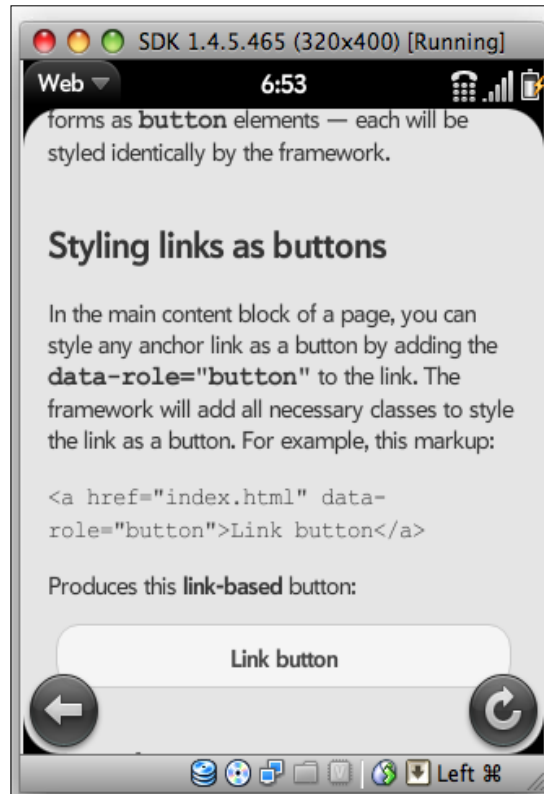 SDK 1.4.5.465 (320x400) [Running]
Web 6:53
forms as button elements — each will be
styled identically by the framework.
Styling links as buttons
In the main content block of a page, you can
style any anchor link as a button by adding the
data-role="button" to the link. The
framework will add all necessary classes to style
the link as a button. For example, this markup:
<a href="index.html" data-
role="button">Link button</a>
Produces this link-based button:
Link button
Left ⌘